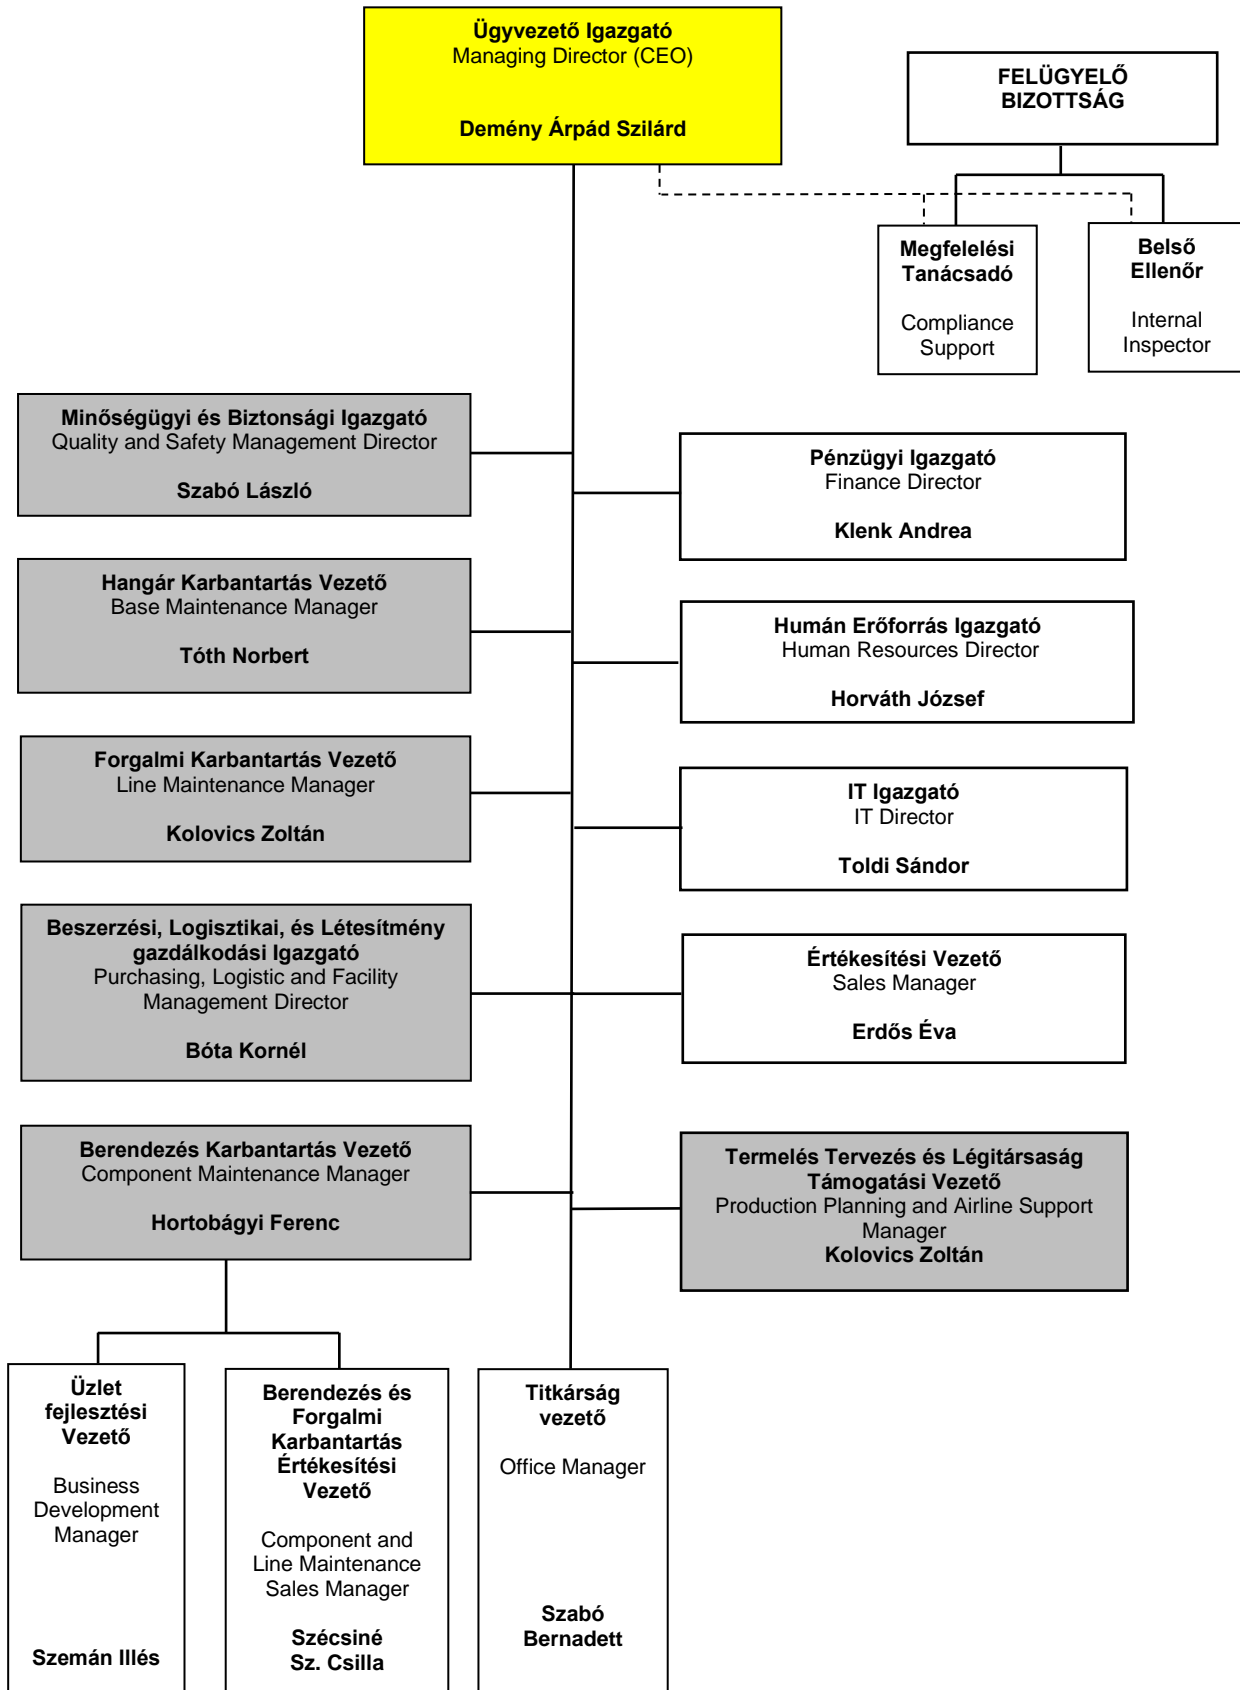 Ügyvezető Igazgató
Managing Director (CEO)
Demény Árpád Szilárd
FELÜGYELŐ
BIZOTTSÁG
Megfelelési
Tanácsadó
Compliance
Support
Belső
Ellenőr
Internal
Inspector
Minőségügyi és Biztonsági Igazgató
Quality and Safety Management Director
Szabó László
Pénzügyi Igazgató
Finance Director
Klenk Andrea
Hangár Karbantartás Vezető
Base Maintenance Manager
Tóth Norbert
Humán Erőforrás Igazgató
Human Resources Director
Horváth József
Forgalmi Karbantartás Vezető
Line Maintenance Manager
Kolovics Zoltán
IT Igazgató
IT Director
Toldi Sándor
Beszerzési, Logisztikai, és Létesítmény
gazdálkodási Igazgató
Purchasing, Logistic and Facility
Management Director
Bóta Kornél
Értékesítési Vezető
Sales Manager
Erdős Éva
Berendezés Karbantartás Vezető
Component Maintenance Manager
Hortobágyi Ferenc
Termelés Tervezés és Légitársaság
Támogatási Vezető
Production Planning and Airline Support
Manager
Kolovics Zoltán
Üzlet
fejlesztési
Vezető
Business
Development
Manager
Szemán Illés
Berendezés és
Forgalmi
Karbantartás
Értékesítési
Vezető
Component and
Line Maintenance
Sales Manager
Szécsiné
Sz. Csilla
Titkárság
vezető
Office Manager
Szabó
Bernadett